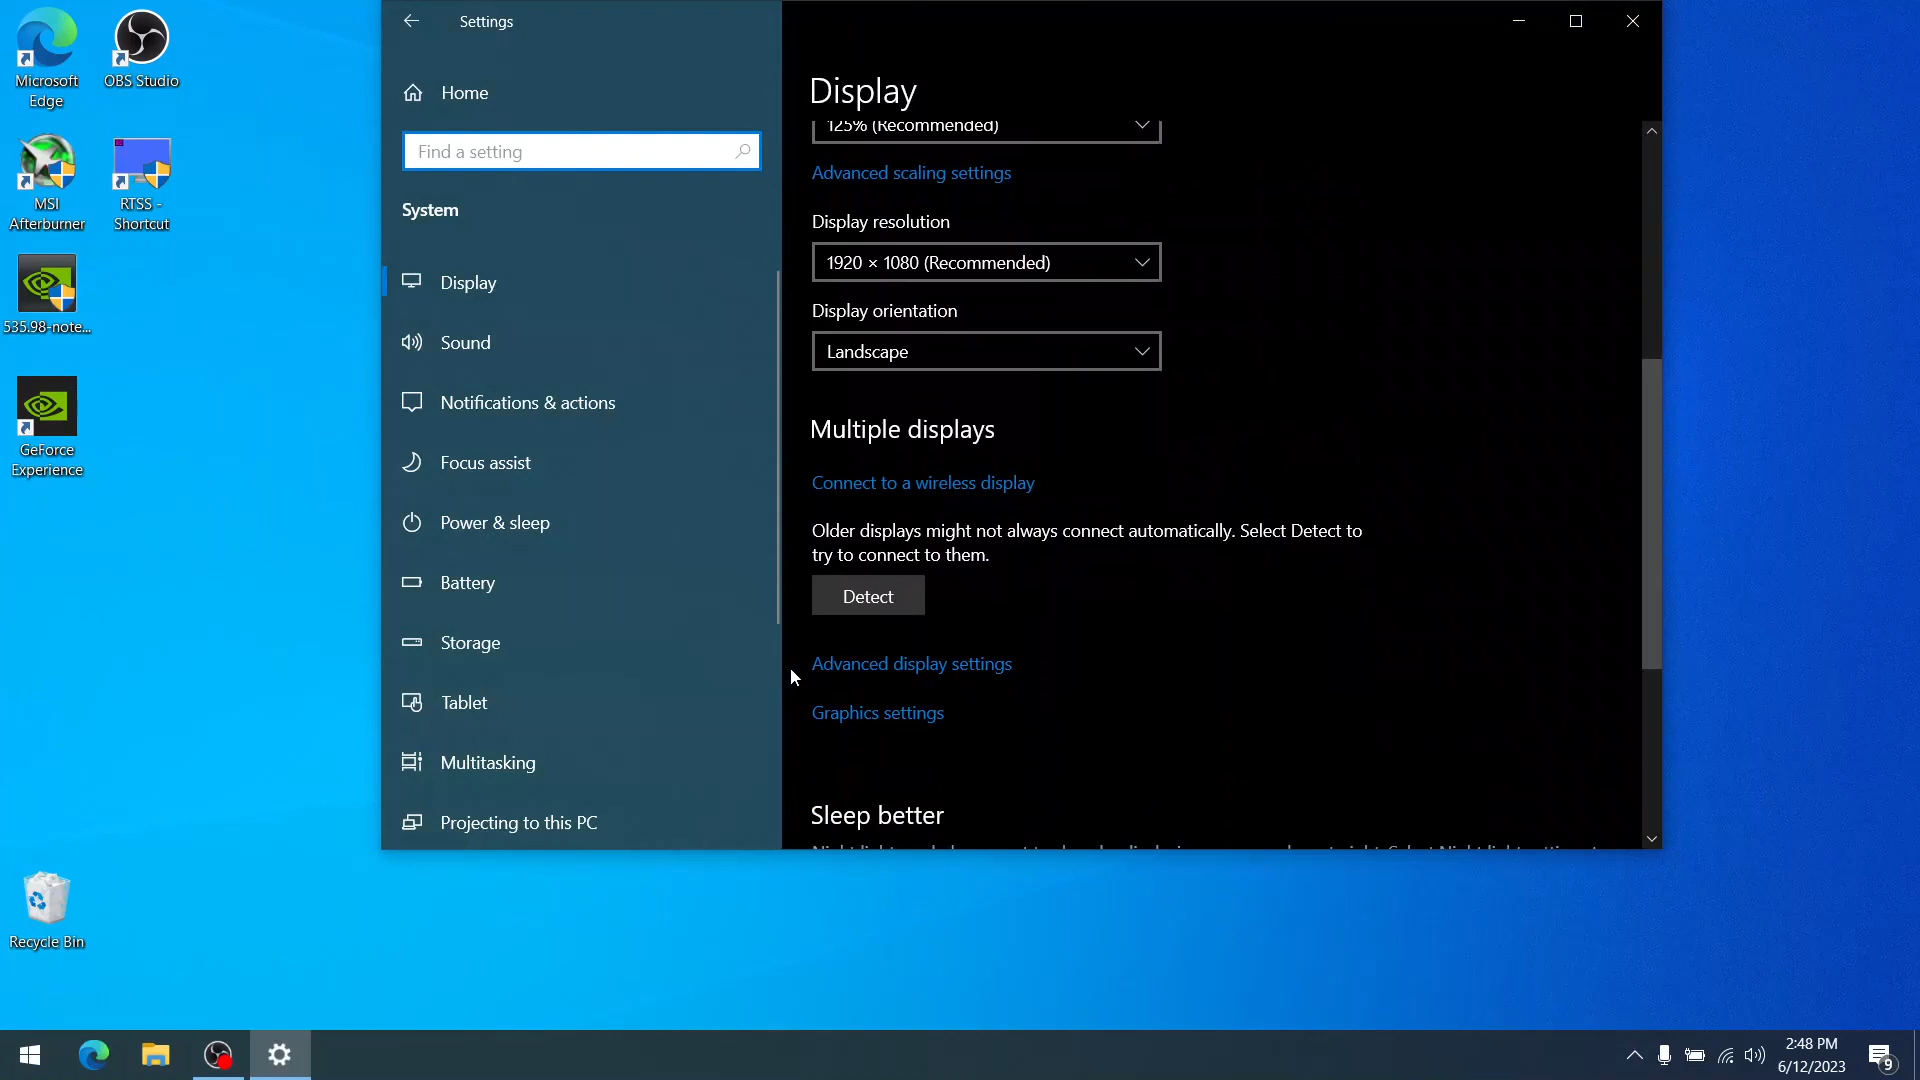 Microsoft
Edge
OBS Studio
MSI
Afterburner
RTSS -
Shortcut
535.98-note...
GeForce
Experience
Recycle Bin
Settings
Home
Find a setting
System
Display
Sound
Notifications & actions
Focus assist
Power & sleep
Battery
Storage
Tablet
Multitasking
Projecting to this PC
Display
125% (Recommended)
Advanced scaling settings
Display resolution
1920 × 1080 (Recommended)
Display orientation
Landscape
Multiple displays
Connect to a wireless display
Older displays might not always connect automatically. Select Detect to
try to connect to them.
Detect
Advanced display settings
Graphics settings
Sleep better
2:48 PM
6/12/2023
9